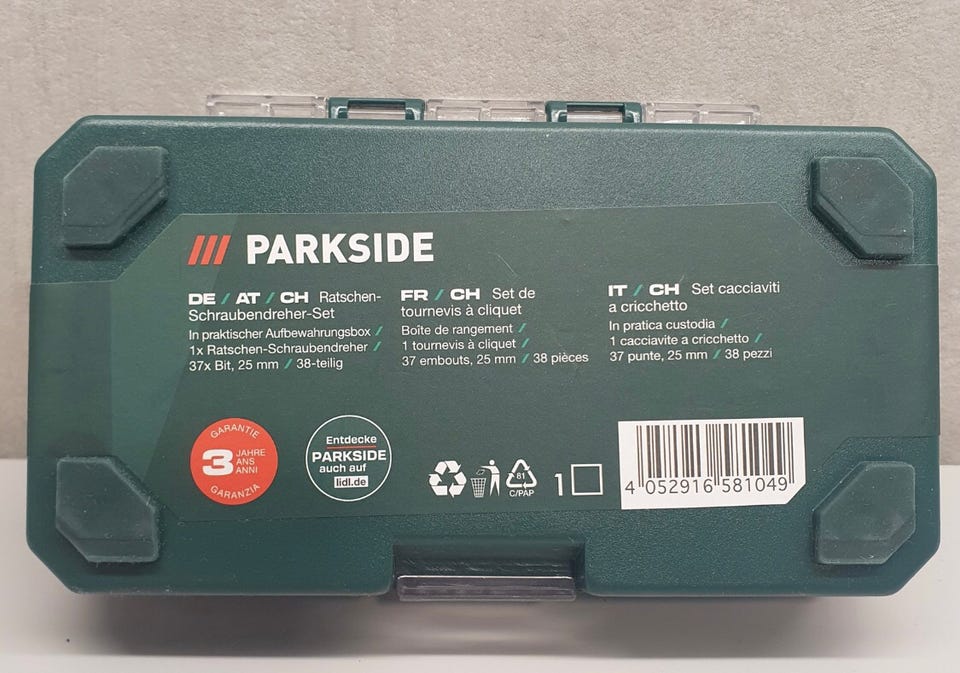 PARKSIDE
DE / AT / CH Ratschen-
Schraubendreher-Set
In praktischer Aufbewahrungsbox /
1x Ratschen-Schraubendreher /
37x Bit, 25 mm / 38-teilig
FR / CH Set de
tournevis à cliquet
Boîte de rangement /
1 tournevis à cliquet /
37 embouts, 25 mm / 38 pièces
IT / CH Set cacciaviti
a cricchetto
In pratica custodia /
1 cacciavite a cricchetto /
37 punte, 25 mm / 38 pezzi
GARANTIE
3 JAHRE
ANS
ANNI
GARANZIA
Entdecke
PARKSIDE
auch auf
lidl.de
81
C/PAP
1
4 052916 581049